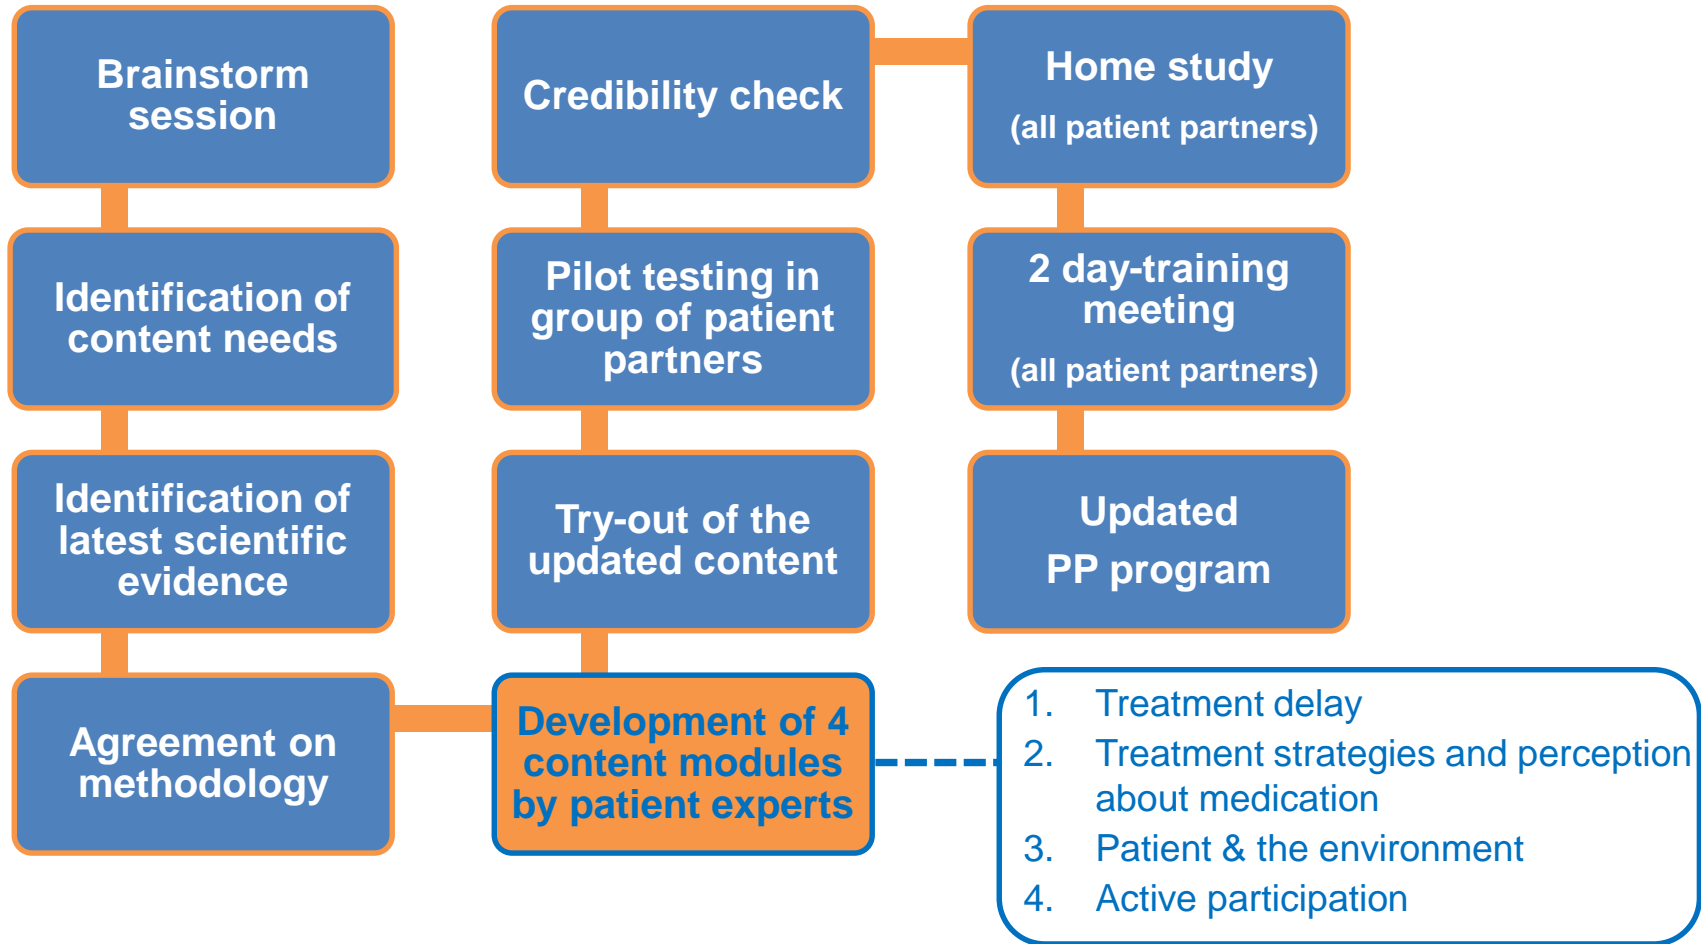 Brainstorm
session
Identification of
content needs
Identification of
latest scientific
evidence
Agreement on
methodology
Development of 4
content modules
by patient experts
1. Treatment delay
2. Treatment strategies and perception
about medication
3. Patient & the environment
4. Active participation
Try-out of the
updated content
Pilot testing in
group of patient
partners
Credibility check
Home study
(all patient partners)
2 day-training
meeting
(all patient partners)
Updated
PP program